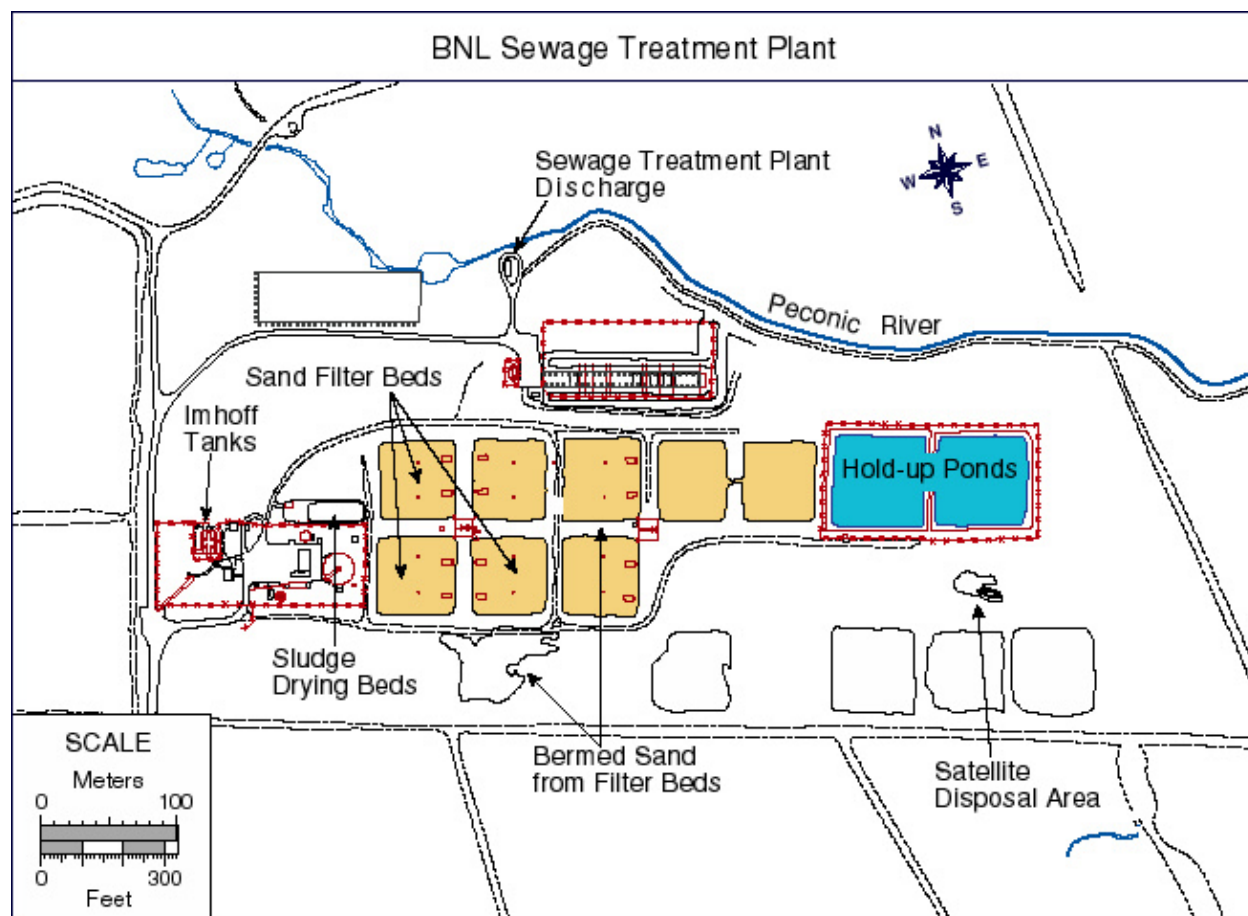 BNL Sewage Treatment Plant
N
E
W
S
Sewage Treatment Plant
Discharge
Peconic River
Sand Filter Beds
Imhoff
Tanks
Hold-up Ponds
Sludge
Drying Beds
Bermed Sand
from Filter Beds
Satellite
Disposal Area
SCALE
Meters
0 100
0 300
Feet